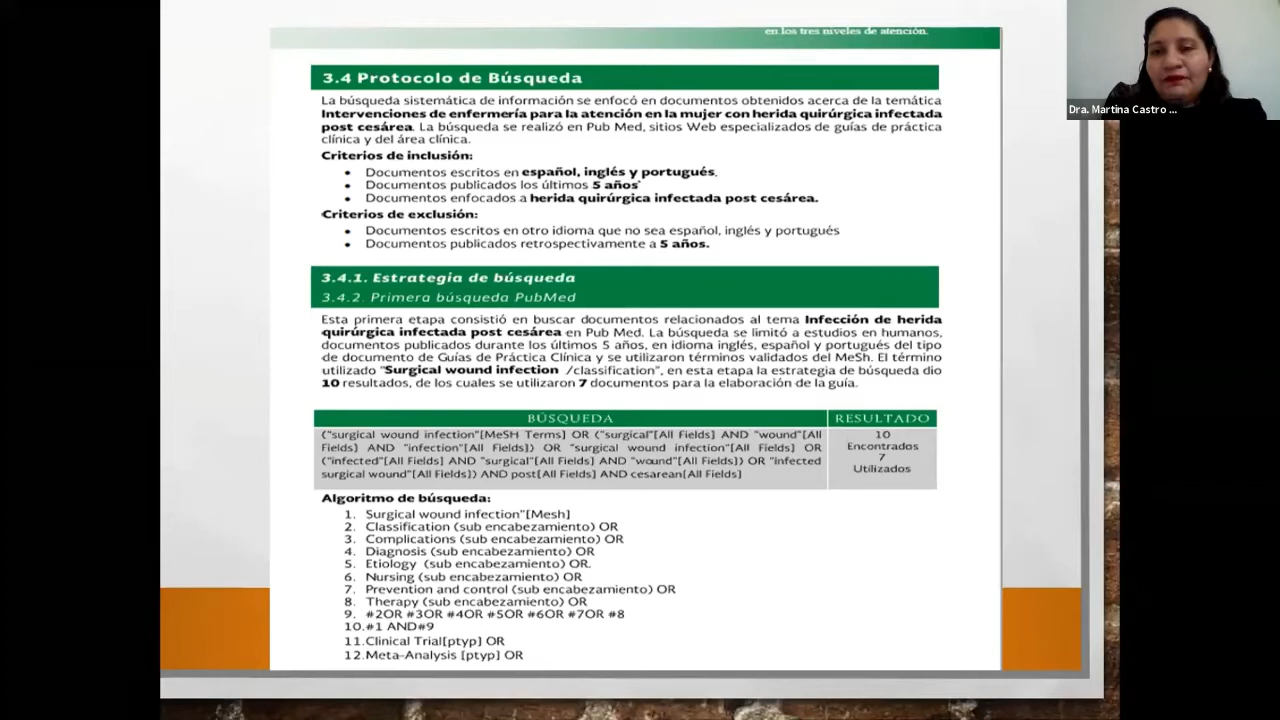 en los tres niveles de atención.
Dra. Martina Castro ...
3.4 Protocolo de Búsqueda
La búsqueda sistemática de información se enfocó en documentos obtenidos acerca de la temática
Intervenciones de enfermería para la atención en la mujer con herida quirúrgica infectada
post cesárea. La búsqueda se realizó en Pub Med, sitios Web especializados de guías de práctica
clínica y del área clínica.
Criterios de inclusión:
• Documentos escritos en español, inglés y portugués.
• Documentos publicados los últimos 5 años
• Documentos enfocados a herida quirúrgica infectada post cesárea.
Criterios de exclusión:
• Documentos escritos en otro idioma que no sea español, inglés y portugués
• Documentos publicados retrospectivamente a 5 años.
3.4.1. Estrategia de búsqueda
3.4.2. Primera búsqueda PubMed
Esta primera etapa consistió en buscar documentos relacionados al tema Infección de herida
quirúrgica infectada post cesárea en Pub Med. La búsqueda se limitó a estudios en humanos,
documentos publicados durante los últimos 5 años, en idioma inglés, español y portugués del tipo
de documento de Guías de Práctica Clínica y se utilizaron términos validados del MeSh. El término
utilizado "Surgical wound infection /classification", en esta etapa la estrategia de búsqueda dio
10 resultados, de los cuales se utilizaron 7 documentos para la elaboración de la guía.
BÚSQUEDA
RESULTADO
("surgical wound infection"[MeSH Terms] OR ("surgical"[All Fields] AND "wound"[All
Fields] AND "infection"[All Fields]) OR "surgical wound infection"[All Fields] OR
("infected"[All Fields] AND "surgical"[All Fields] AND "wound"[All Fields]) OR "infected
surgical wound"[All Fields]) AND post[All Fields] AND cesarean[All Fields]
10
Encontrados
7
Utilizados
Algoritmo de búsqueda:
1. Surgical wound infection"[Mesh]
2. Classification (sub encabezamiento) OR
3. Complications (sub encabezamiento) OR
4. Diagnosis (sub encabezamiento) OR
5. Etiology (sub encabezamiento) OR.
6. Nursing (sub encabezamiento) OR
7. Prevention and control (sub encabezamiento) OR
8. Therapy (sub encabezamiento) OR
9. #2OR #3OR #4OR #5OR #6OR #7OR #8
10.#1 AND#9
11.Clinical Trial[ptyp] OR
12.Meta-Analysis [ptyp] OR